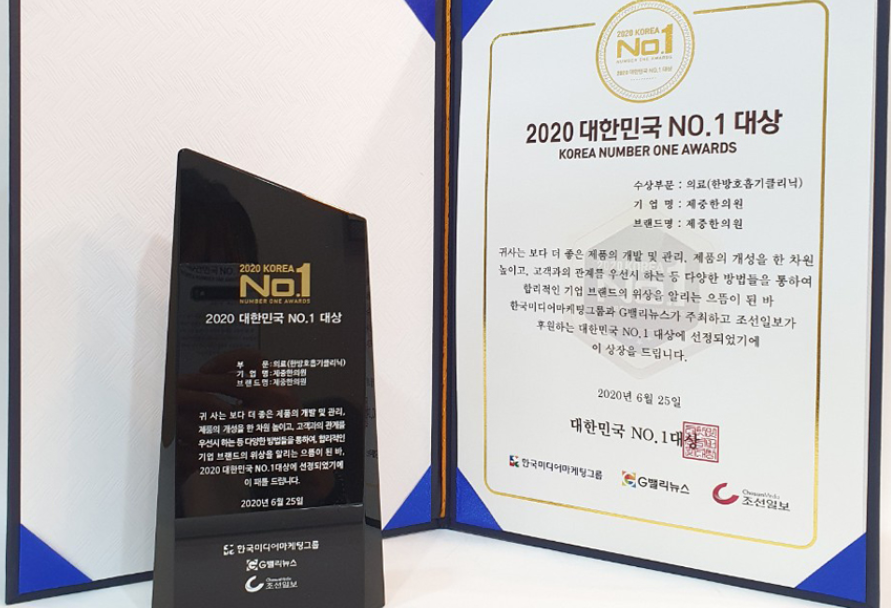 2020 KOREA
No.1
NUMBER ONE AWARDS
2020 대한민국 NO.1 대상
부 문:의료(한방호흡기클리닉)
기 업 명:제중한의원
브랜드명:제중한의원
귀 사는 보다 더 좋은 제품의 개발 및 관리,
제품의 개성을 한 차원 높이고, 고객과의 관계를
우선시 하는 등 다양한 방법들을 통하여, 합리적인
기업 브랜드의 위상을 알리는 으뜸이 된 바,
2020 대한민국 NO.1대상에 선정되었기에
이 패를 드립니다.
2020년 6월 25일
한국미디어마케팅그룹
G밸리뉴스
ChosunMedia
조선일보
2020 KOREA
No.1
NUMBER ONE AWARDS
2020 대한민국 NO.1 대상
2020 대한민국 NO.1 대상
KOREA NUMBER ONE AWARDS
수상부문 : 의료(한방호흡기클리닉)
기 업 명 : 제중한의원
브랜드명 : 제중한의원
귀사는 보다 더 좋은 제품의 개발 및 관리, 제품의 개성을 한 차원
높이고, 고객과의 관계를 우선시 하는 등 다양한 방법들을 통하여
합리적인 기업 브랜드의 위상을 알리는 으뜸이 된 바
한국미디어마케팅그룹과 G밸리뉴스가 주최하고 조선일보가
후원하는 대한민국 NO.1 대상에 선정되었기에
이 상장을 드립니다.
2020년 6월 25일
대한민국 NO.1대상
한국미디어마케팅그룹
G밸리뉴스
ChosunMedia
조선일보